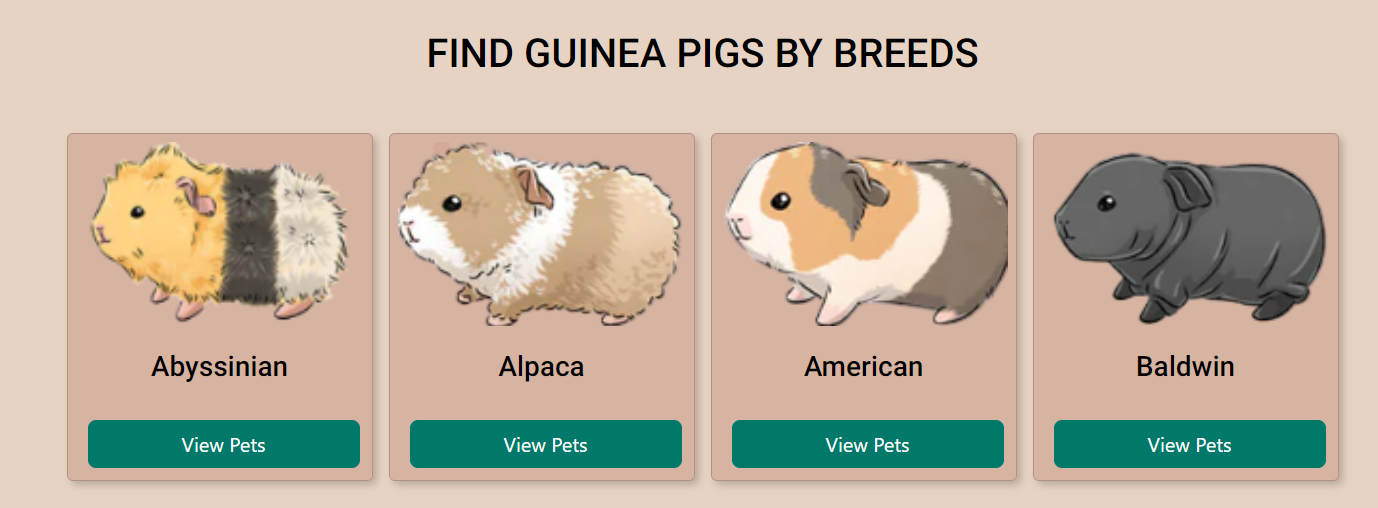 FIND GUINEA PIGS BY BREEDS
Abyssinian
Alpaca
American
Baldwin
View Pets
View Pets
View Pets
View Pets